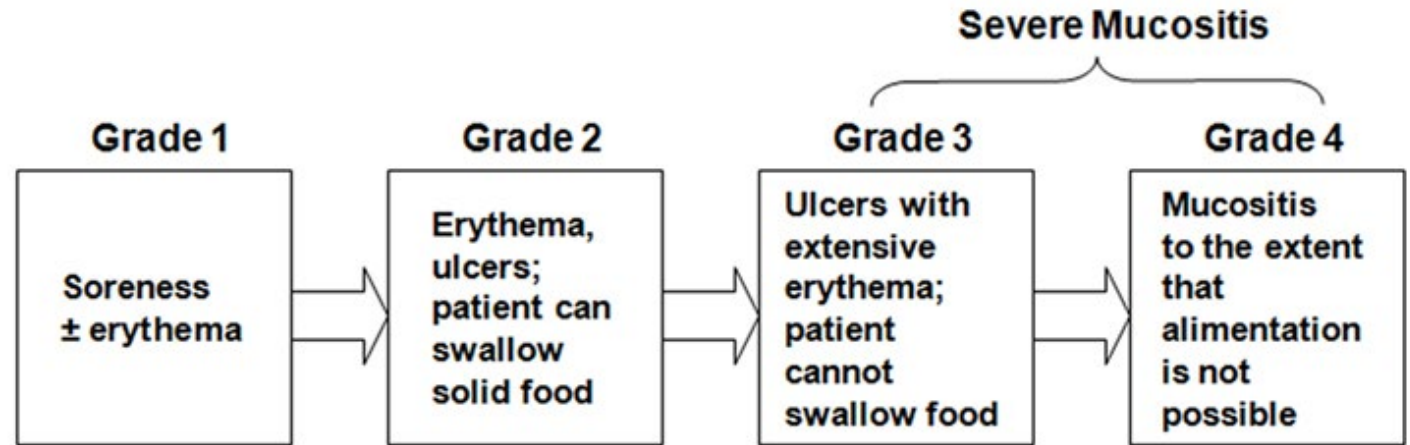 Severe Mucositis
Grade 1
Soreness
± erythema
Grade 2
Erythema,
ulcers;
patient can
swallow
solid food
Grade 3
Ulcers with
extensive
erythema;
patient
cannot
swallow food
Grade 4
Mucositis
to the extent
that
alimentation
is not
possible